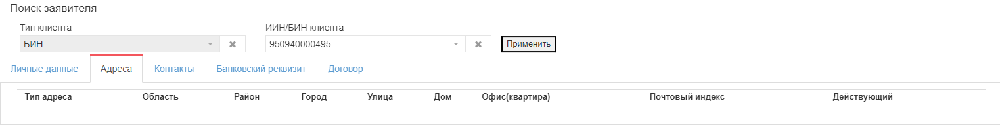 Поиск заявителя
Тип клиента ИИН/БИН клиента
БИН 950940000495 Применить
Личные данные Адреса Контакты Банковский реквизит Договор
Тип адреса Область Район Город Улица Дом Офис(квартира) Почтовый индекс Действующий